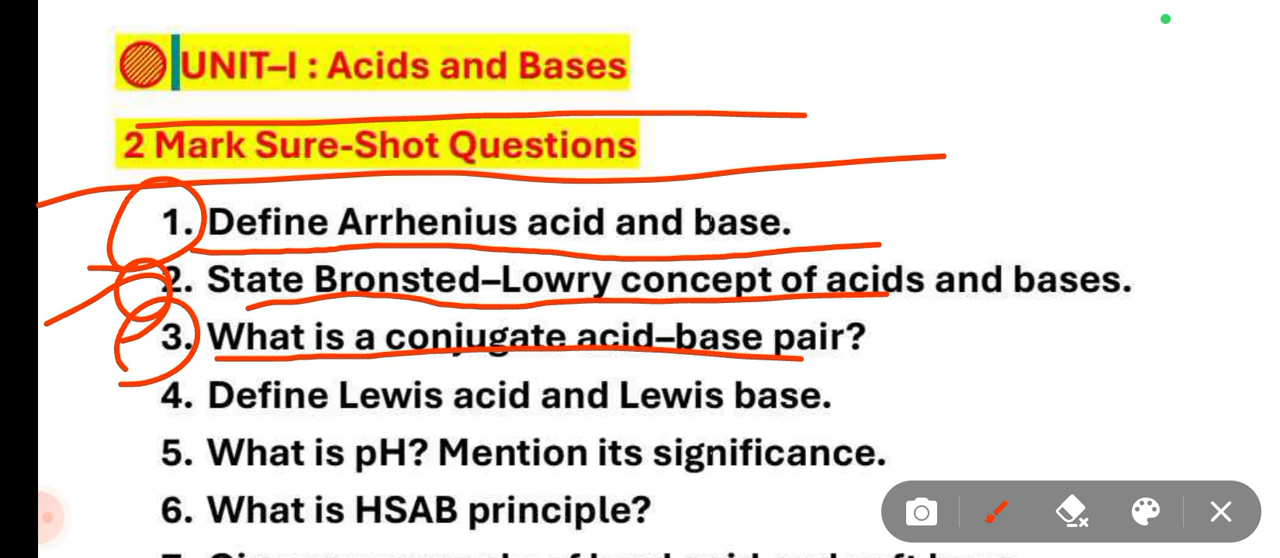 UNIT–I : Acids and Bases
2 Mark Sure-Shot Questions
1. Define Arrhenius acid and base.
2. State Bronsted–Lowry concept of acids and bases.
3. What is a conjugate acid–base pair?
4. Define Lewis acid and Lewis base.
5. What is pH? Mention its significance.
6. What is HSAB principle?